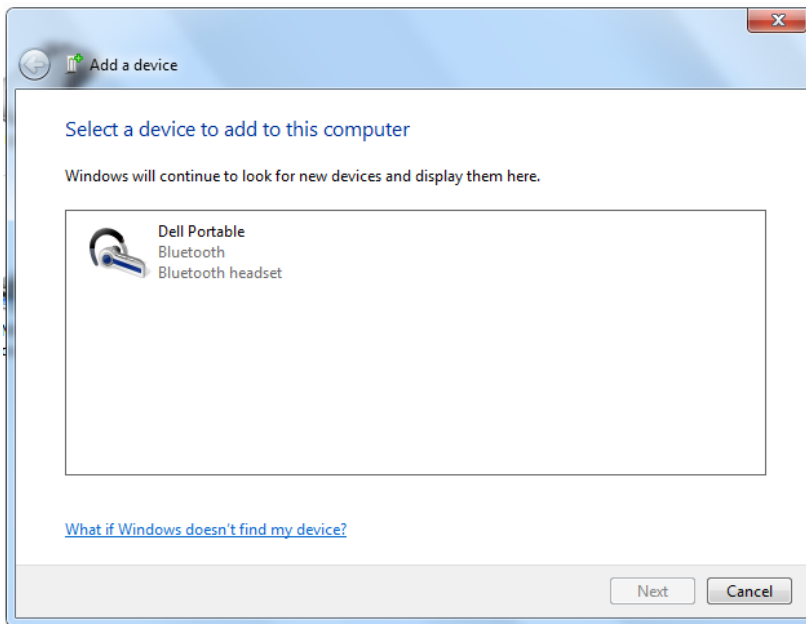 Add a device
Select a device to add to this computer
Windows will continue to look for new devices and display them here.
Dell Portable
Bluetooth
Bluetooth headset
What if Windows doesn't find my device?
Next
Cancel